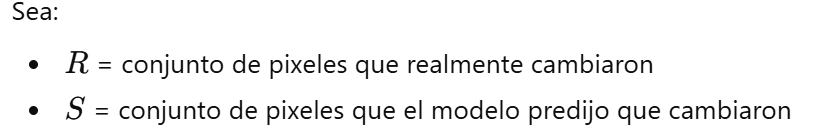 Sea:
• R = conjunto de pixeles que realmente cambiaron
• S = conjunto de pixeles que el modelo predijo que cambiaron